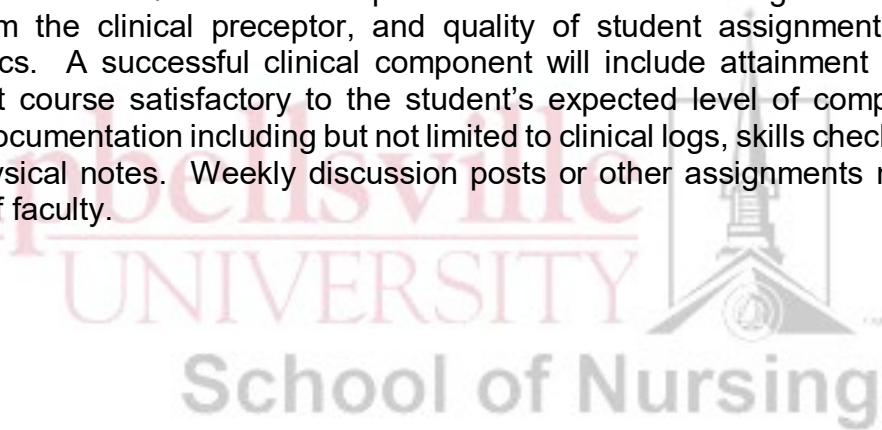 m the clinical preceptor, and quality of student assignment
cs. A successful clinical component will include attainment
t course satisfactory to the student’s expected level of comp
ocumentation including but not limited to clinical logs, skills chec
ysical notes. Weekly discussion posts or other assignments
f faculty.
pbellsville
UNIVERSITY
School of Nursing